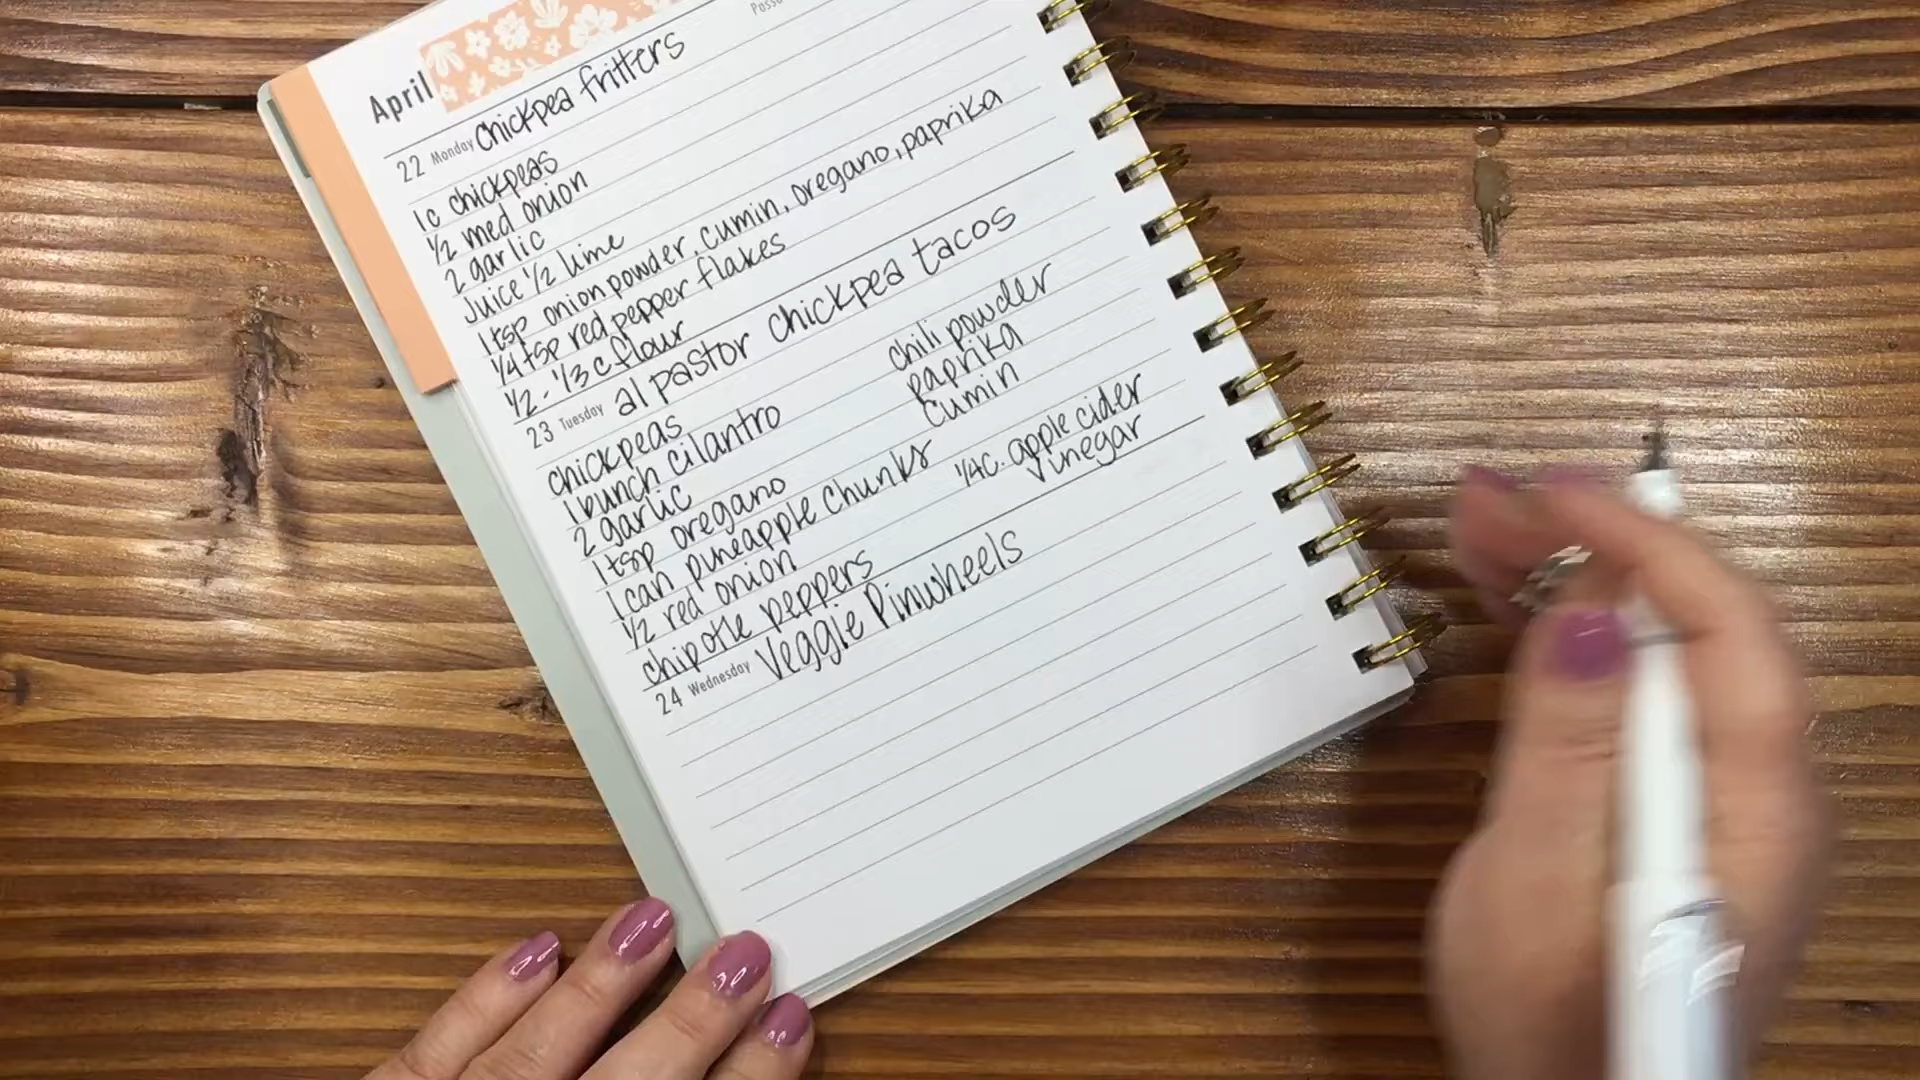 April
22 Monday Chickpea fritters
1c chickpeas
1/2 med onion
2 garlic
Juice 1/2 lime
1 tsp onion powder, cumin, oregano, paprika
1/4 tsp red pepper flakes
1/2 - 1/3 c flour
23 Tuesday al pastor chickpea tacos
chickpeas
1 bunch cilantro
2 garlic
1 tsp oregano
1 can pineapple chunks
1/2 red onion
chipotle peppers
chili powder
paprika
cumin
1/4c. apple cider
vinegar
24 Wednesday Veggie Pinwheels